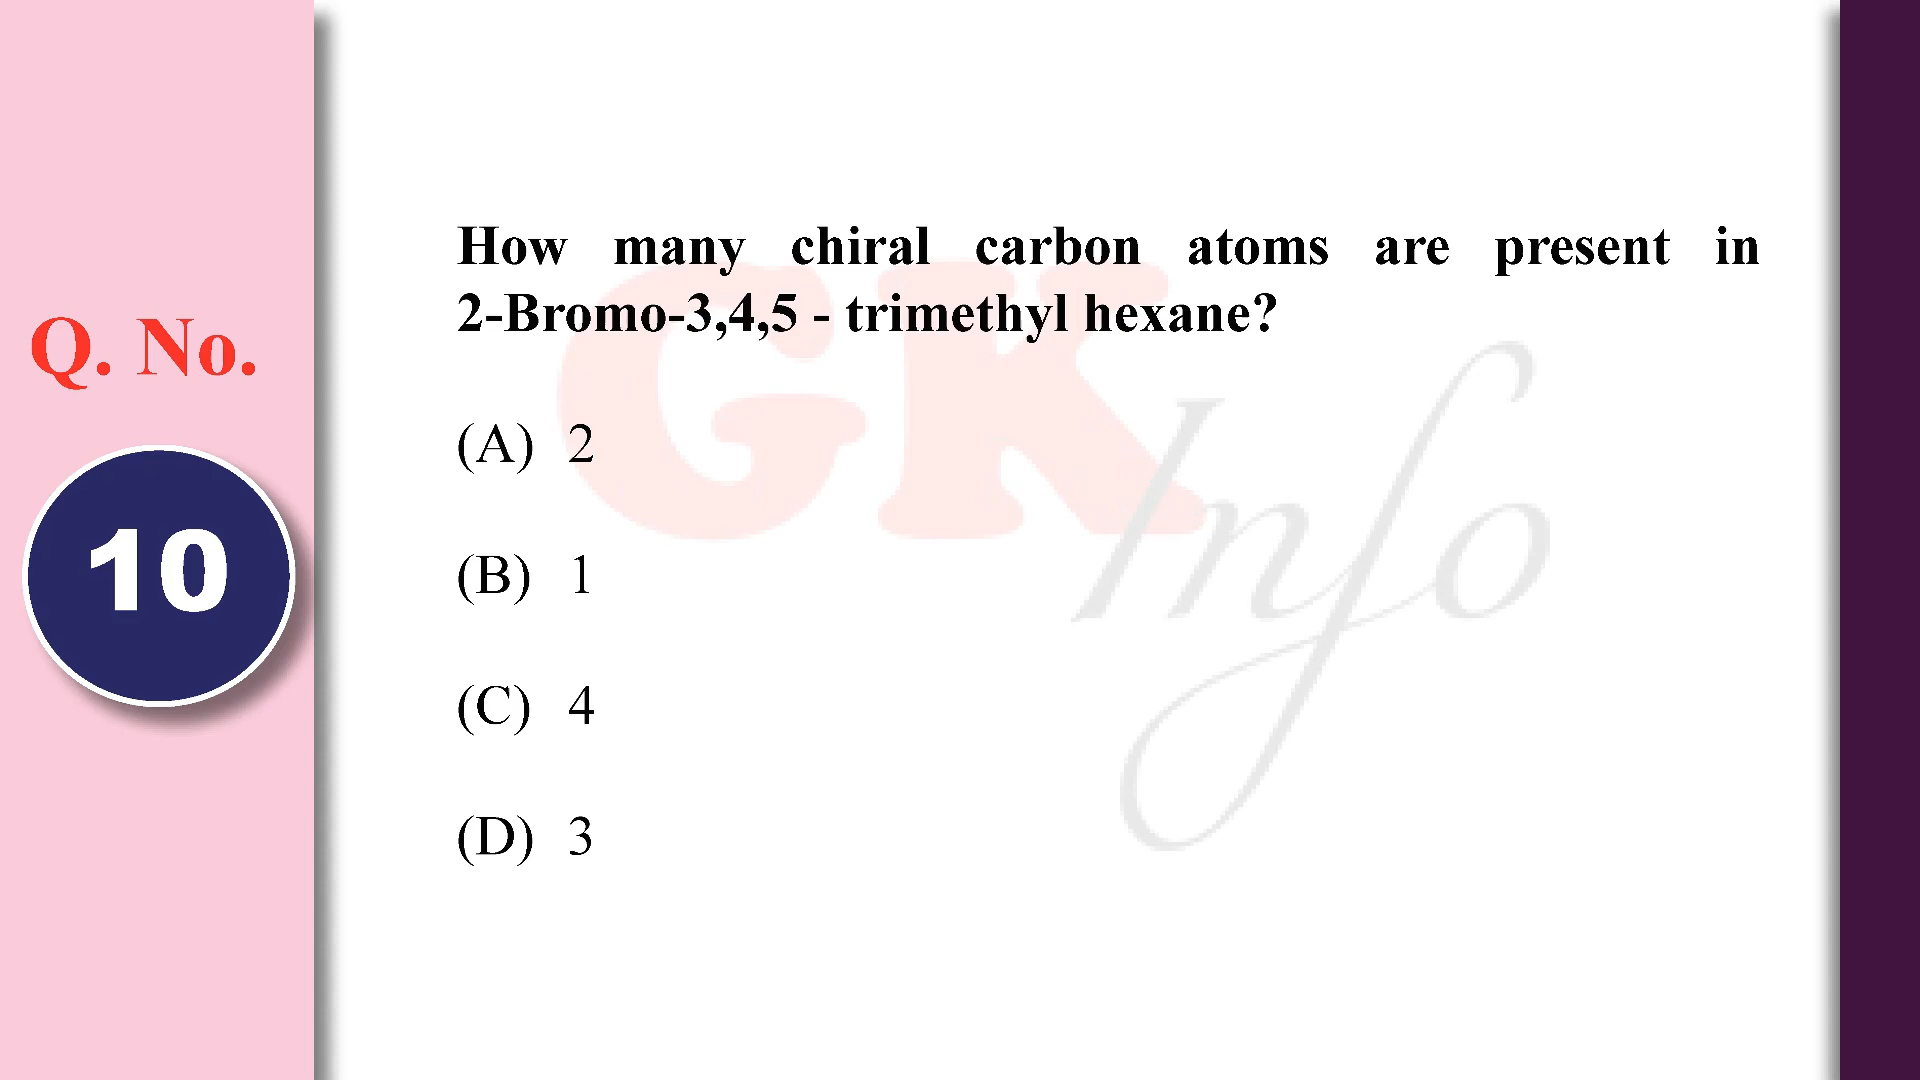 How many chiral carbon atoms are present in
2-Bromo-3,4,5 - trimethyl hexane?
Q. No.
10
(A) 2
(B) 1
(C) 4
(D) 3
GK
Info